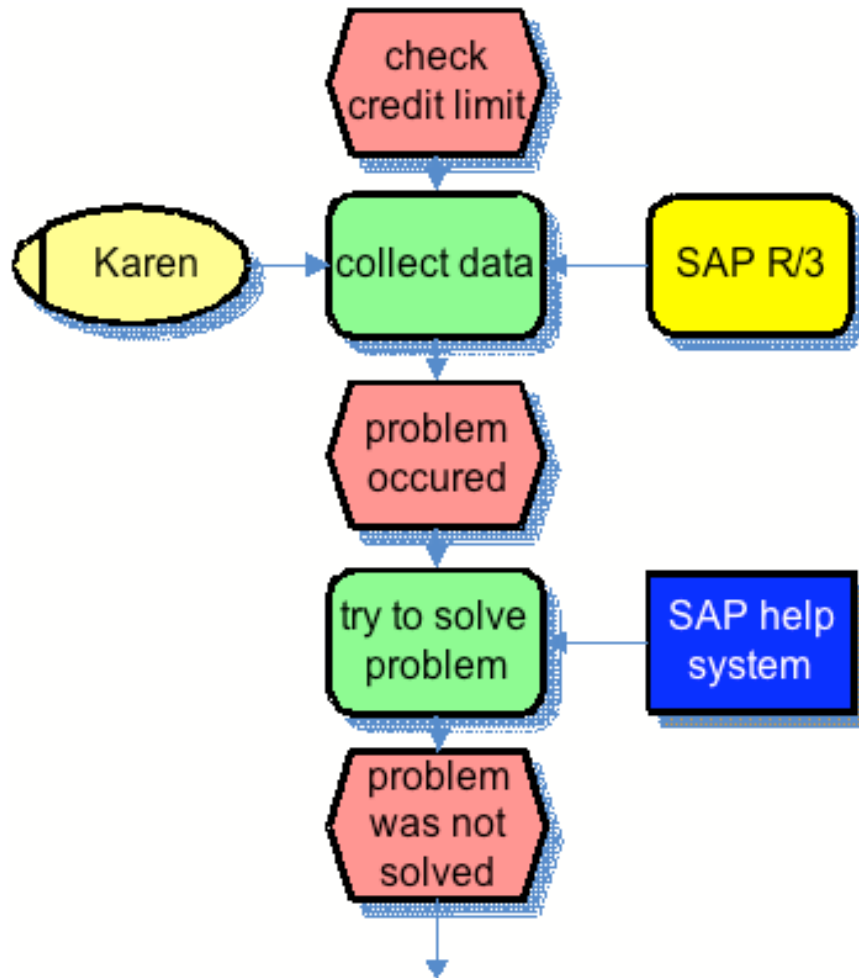 check
credit limit
Karen
collect data
SAP R/3
problem
occured
try to solve
problem
SAP help
system
problem
was not
solved